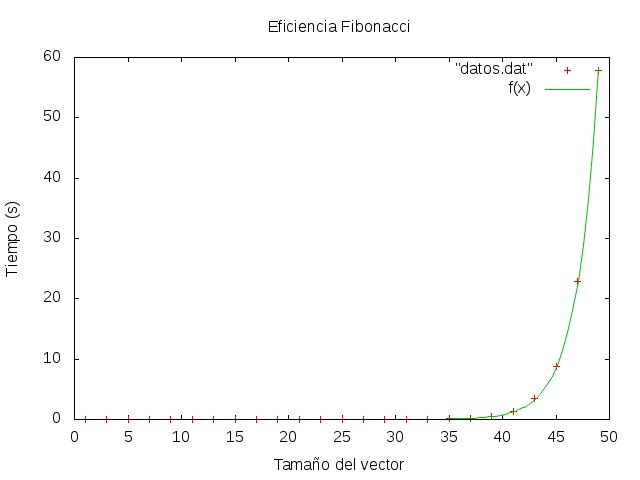 Eficiencia Fibonacci
60
50
40
30
20
10
0
Tiempo (s)
"datos.dat"
f(x)
0 5 10 15 20 25 30 35 40 45 50
Tamaño del vector